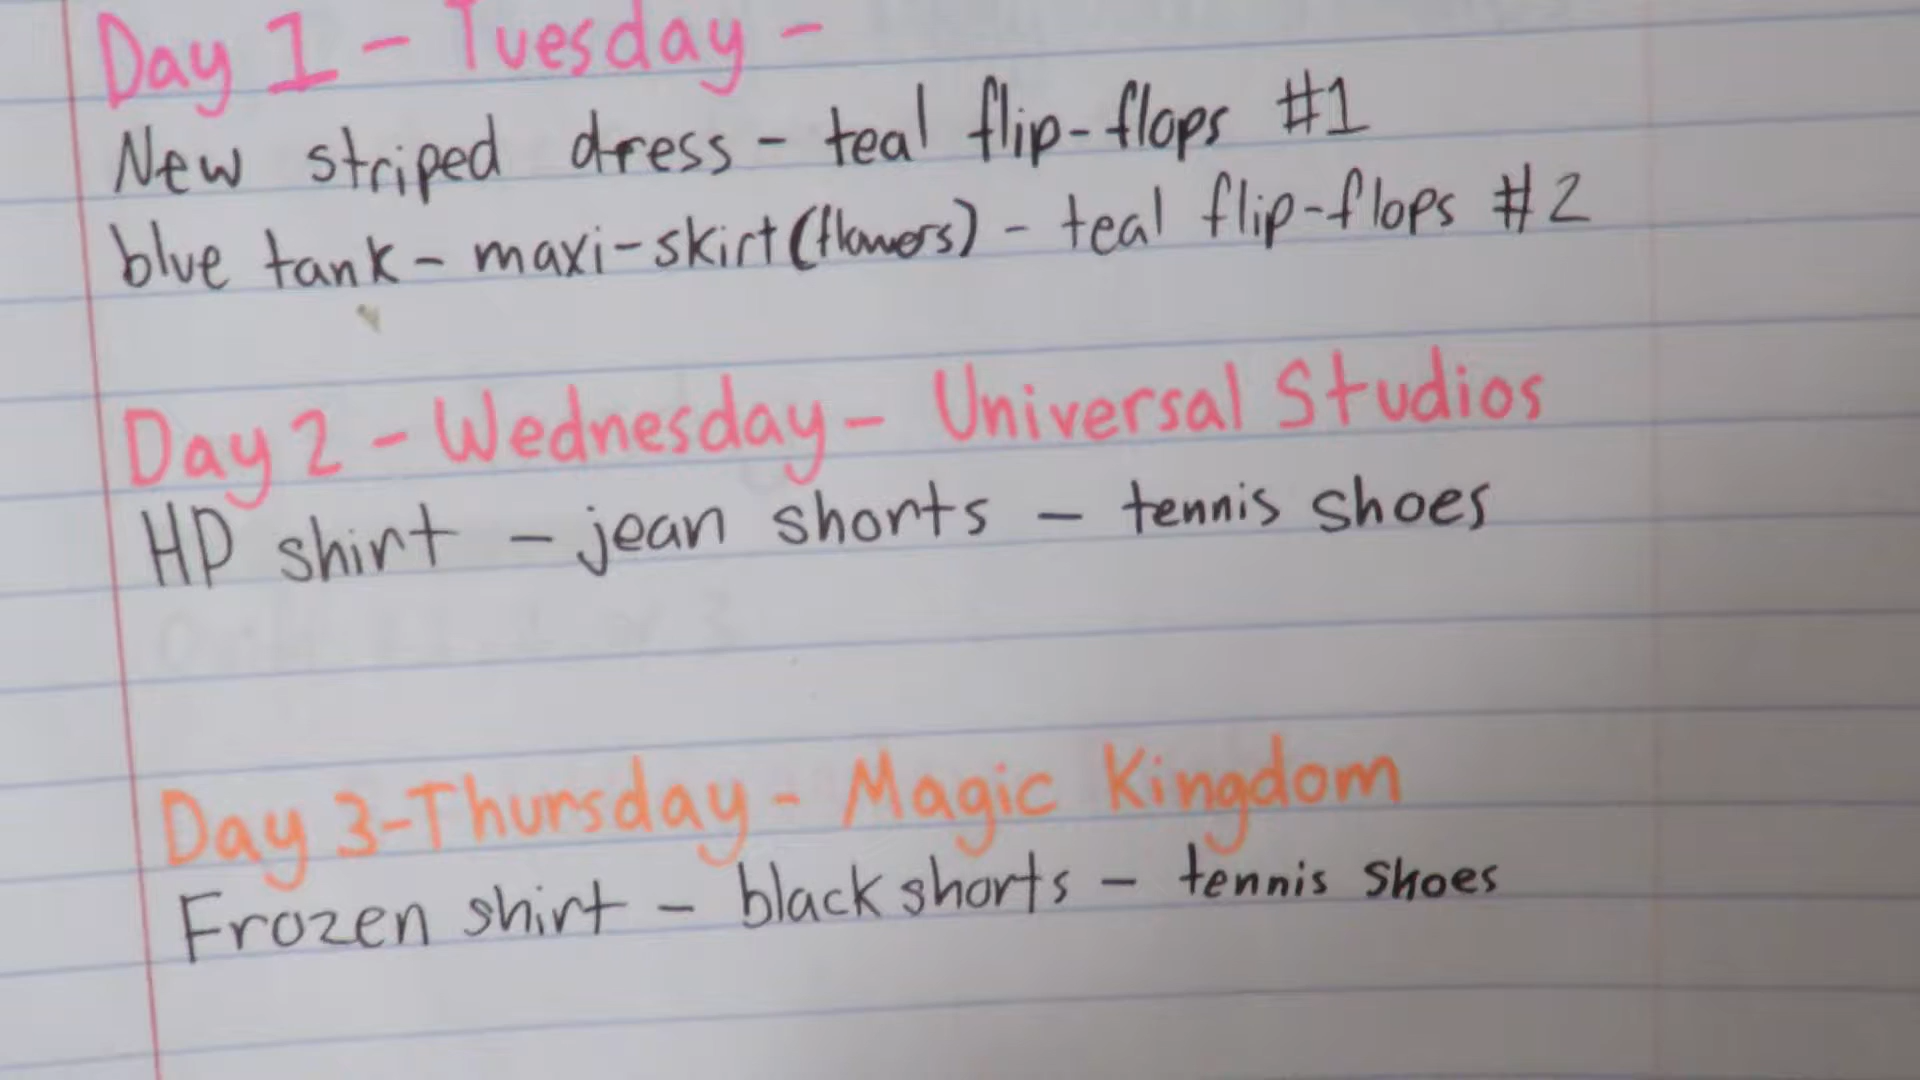 Day 1 - Tuesday -
New striped dress - teal flip-flops #1
blue tank - maxi-skirt (flowers) - teal flip-flops #2
Day 2 - Wednesday - Universal Studios
HP shirt - jean shorts - tennis shoes
Day 3-Thursday - Magic Kingdom
Frozen shirt - black shorts - tennis shoes